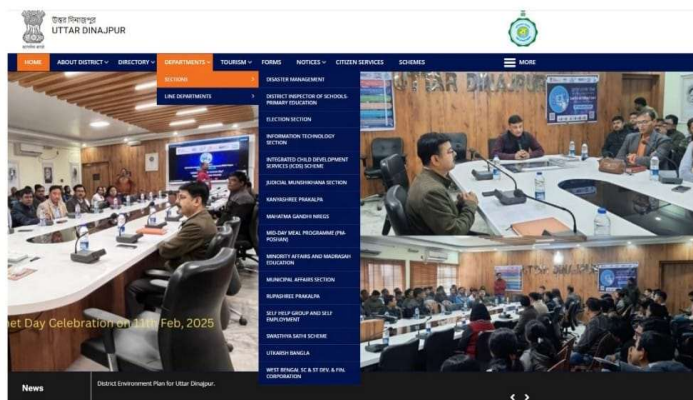 উত্তর দিনাজপুর
UTTAR DINAJPUR
HOME
ABOUT DISTRICT
DIRECTORY
DEPARTMENTS
TOURISM
FORMS
NOTICES
CITIZEN SERVICES
SCHEMES
MORE
SECTIONS
LINE DEPARTMENTS
DISASTER MANAGEMENT
DISTRICT INSPECTOR OF SCHOOLS-
PRIMARY EDUCATION
ELECTION SECTION
INFORMATION TECHNOLOGY
SECTION
INTEGRATED CHILD DEVELOPMENT
SERVICES (ICDS) SCHEME
JUDICIAL MUNSHIKHANA SECTION
KANYASHREE PRAKALPA
MAHATMA GANDHI NREGS
MID-DAY MEAL PROGRAMME (PM-
POSHAN)
MINORITY AFFAIRS AND MADRASAH
EDUCATION
MUNICIPAL AFFAIRS SECTION
RUPASHREE PRAKALPA
SELF HELP GROUP AND SELF
EMPLOYMENT
SWASTHYA SATHI SCHEME
UTKARSH BANGLA
WEST BENGAL SC & ST DEV. & FIN.
CORPORATION
UTTAR DINAJPUR
UTTAR DINAJPUR
et Day Celebration on 11th Feb, 2025
News
District Environment Plan for Uttar Dinajpur.